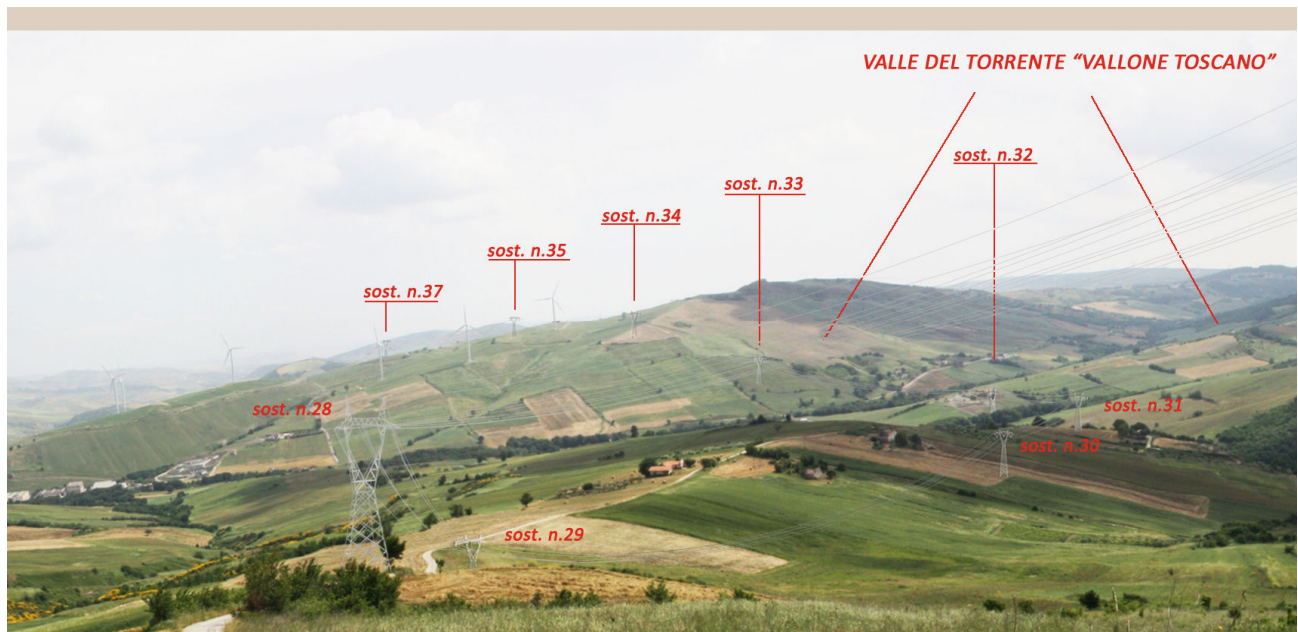 VALLE DEL TORRENTE “VALLONE TOSCANO”
sost. n.32
sost. n.33
sost. n.34
sost. n.35
sost. n.37
sost. n.28
sost. n.31
sost. n.30
sost. n.29